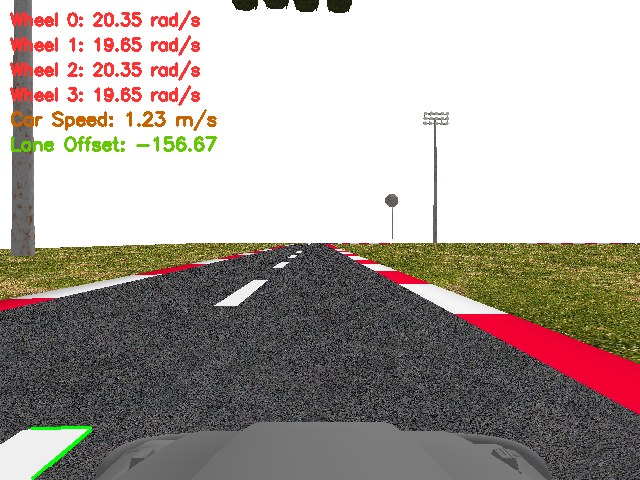 Wheel 0: 20.35 rad/s
Wheel 1: 19.65 rad/s
Wheel 2: 20.35 rad/s
Wheel 3: 19.65 rad/s
Car Speed: 1.23 m/s
Lane Offset: -156.67